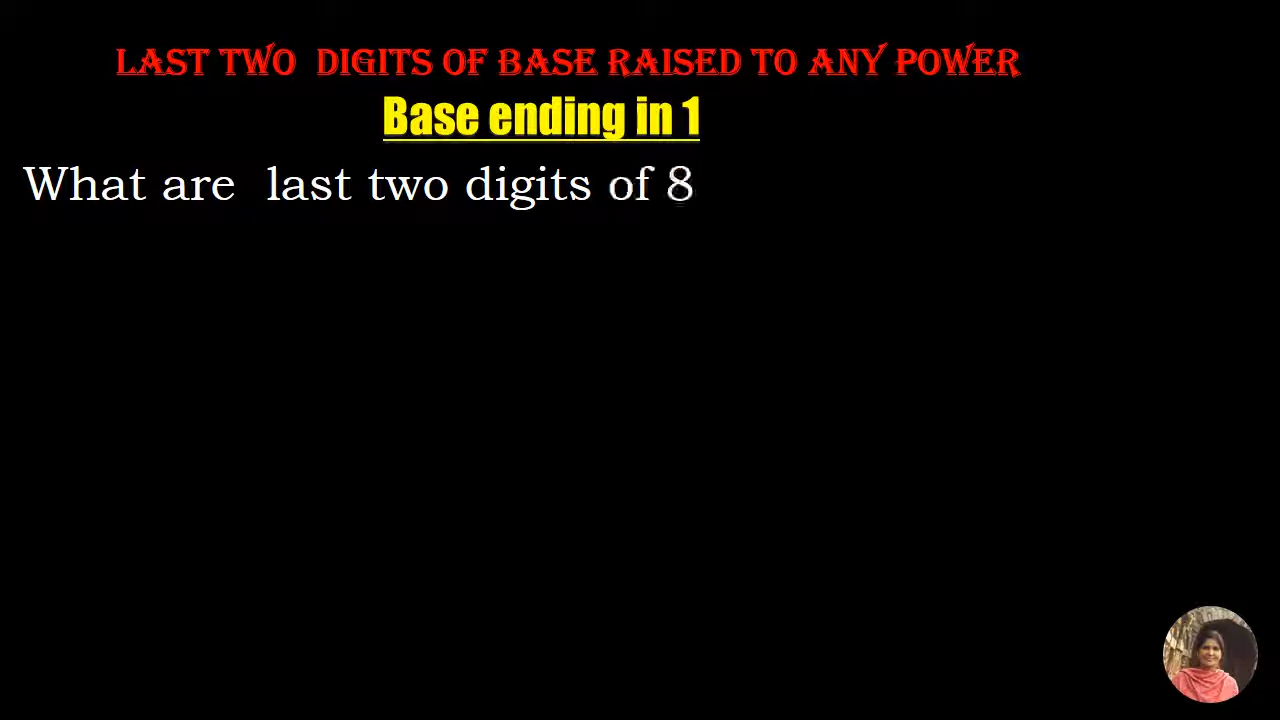 LAST TWO DIGITS OF BASE RAISED TO ANY POWER
Base ending in 1
What are last two digits of 8